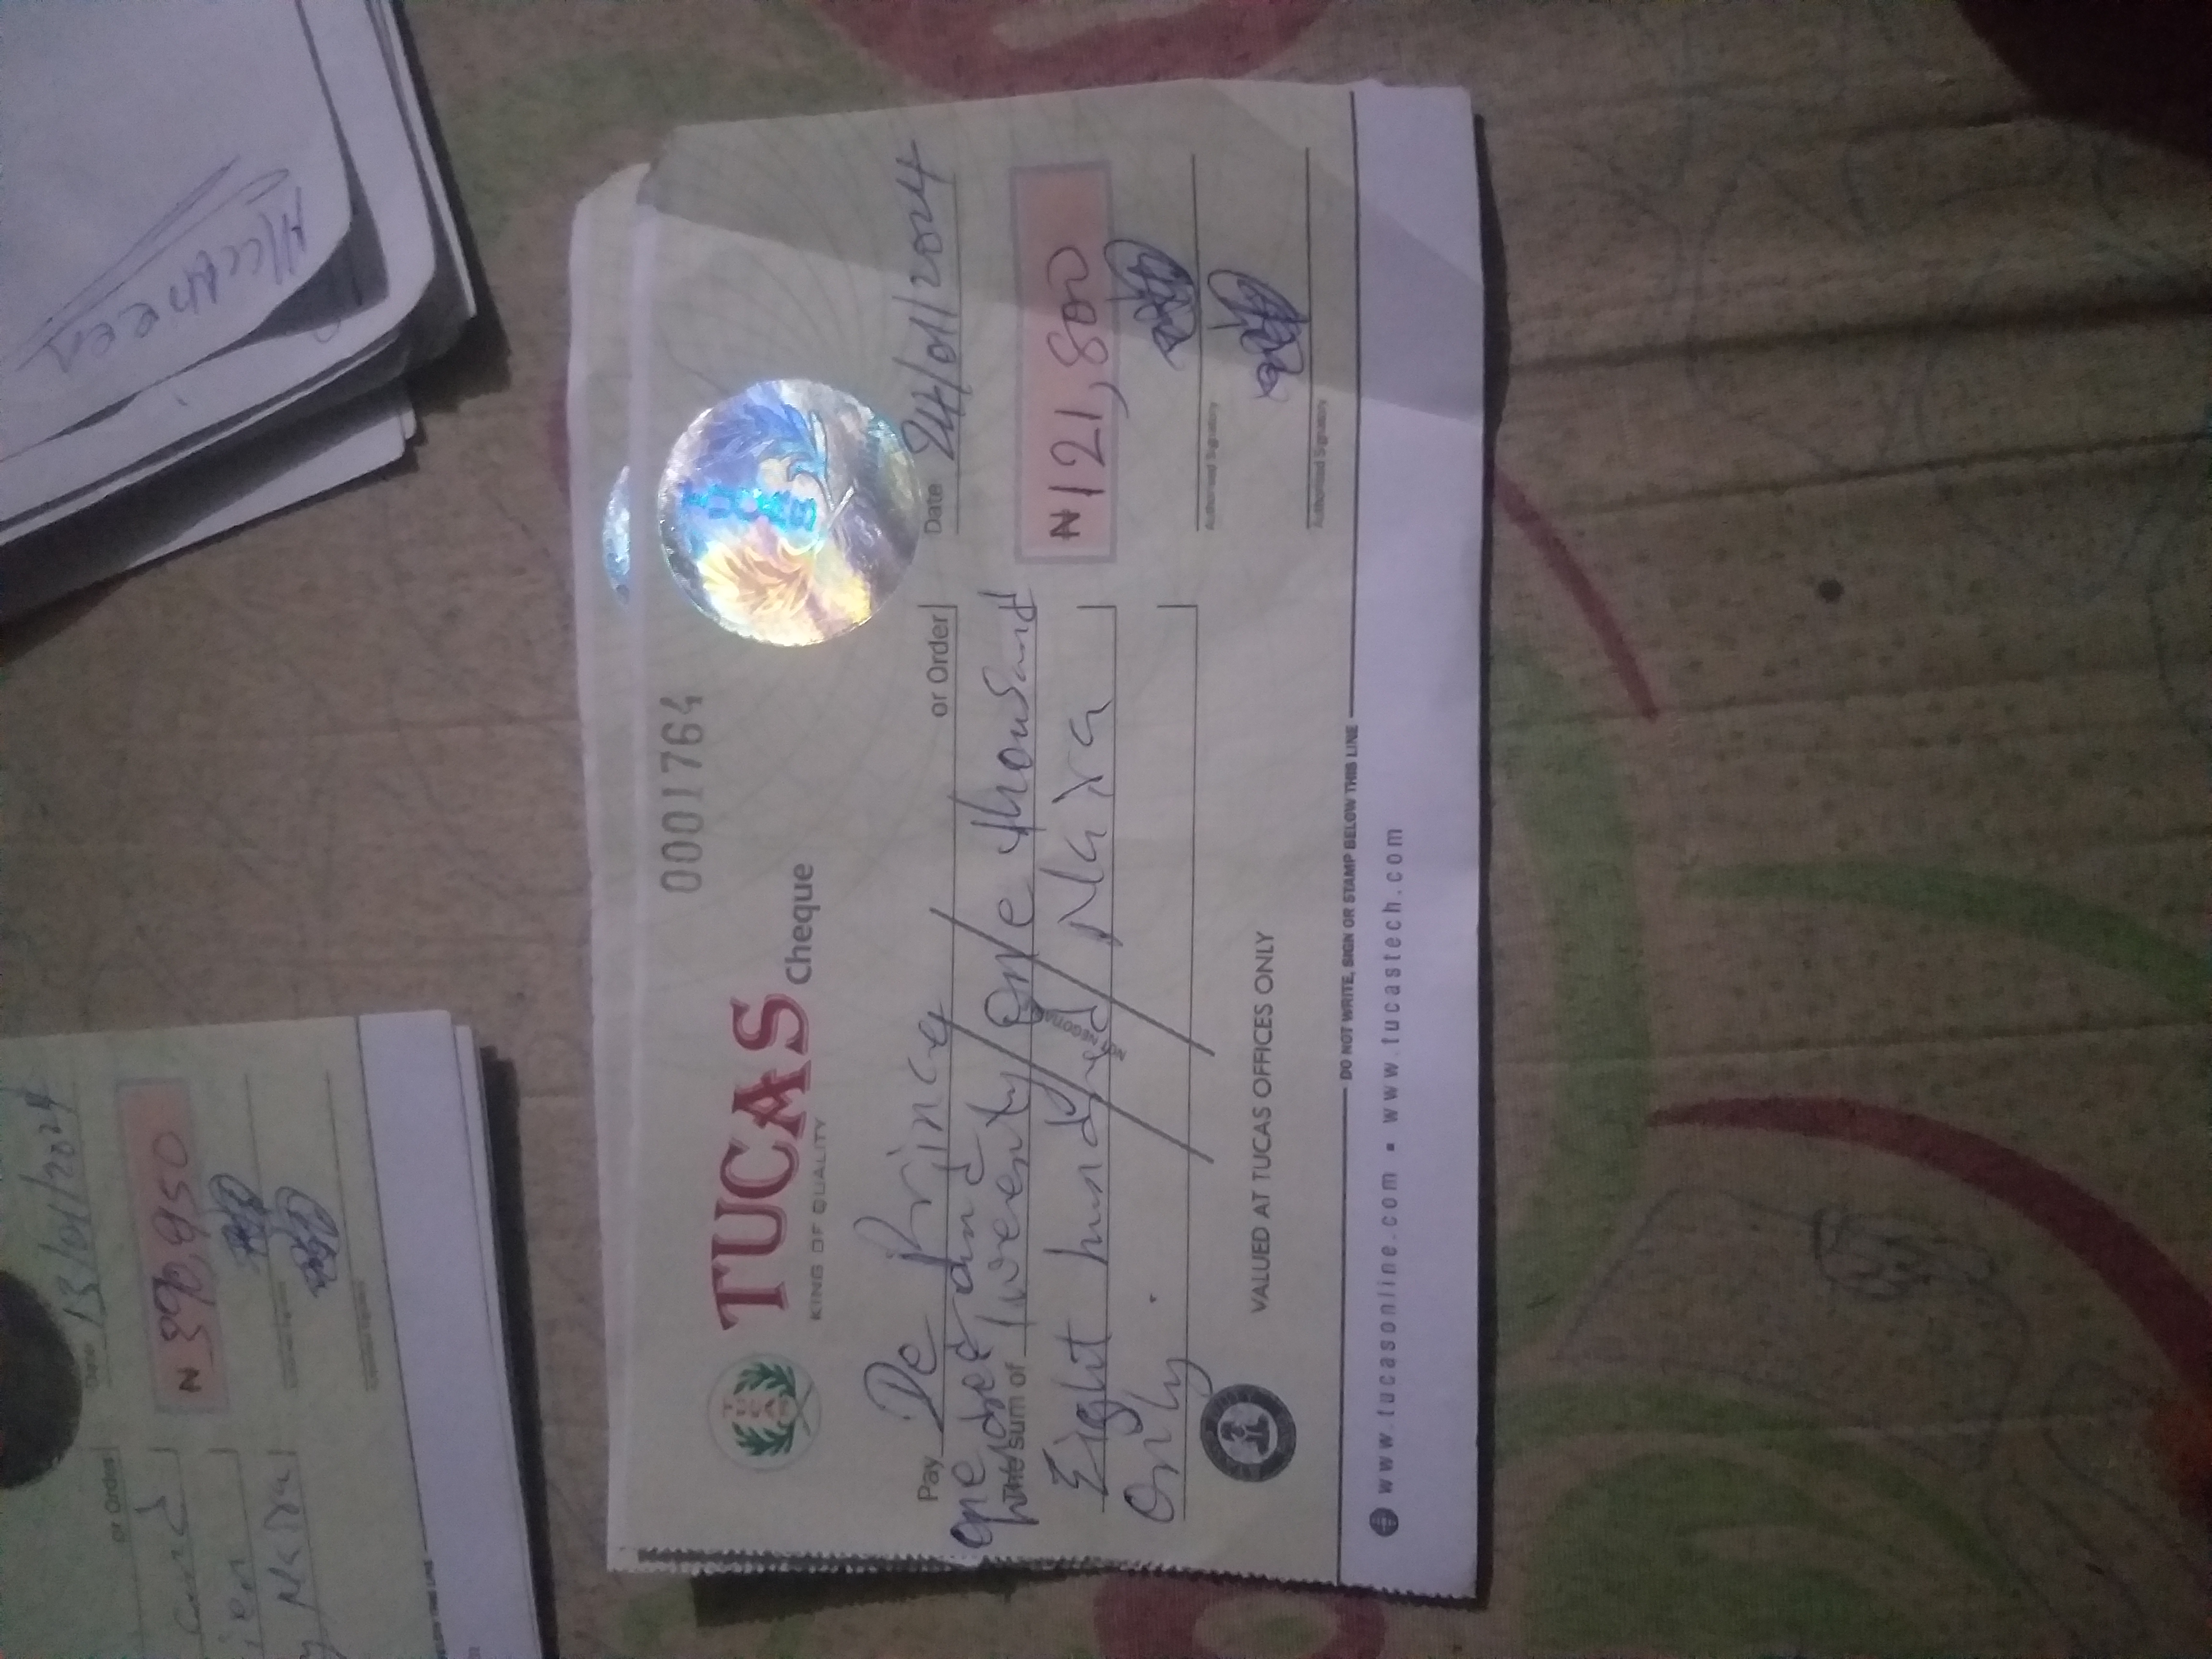 0001764
TUCAS Cheque
KING OF QUALITY
Pay De Prince or Order
Date 24/01/2024
one hundred and
The sum of Twenty one thousand
₦121,800
Eight hundred Naira
Only.
NOT NEGOTIABLE
Authorised Signatory
Authorised Signatory
VALUED AT TUCAS OFFICES ONLY
DO NOT WRITE, SIGN OR STAMP BELOW THIS LINE
www.tucasonline.com ▪ www.tucastech.com
or Order
Date 13/01/2024
₦ 390,950
Naira